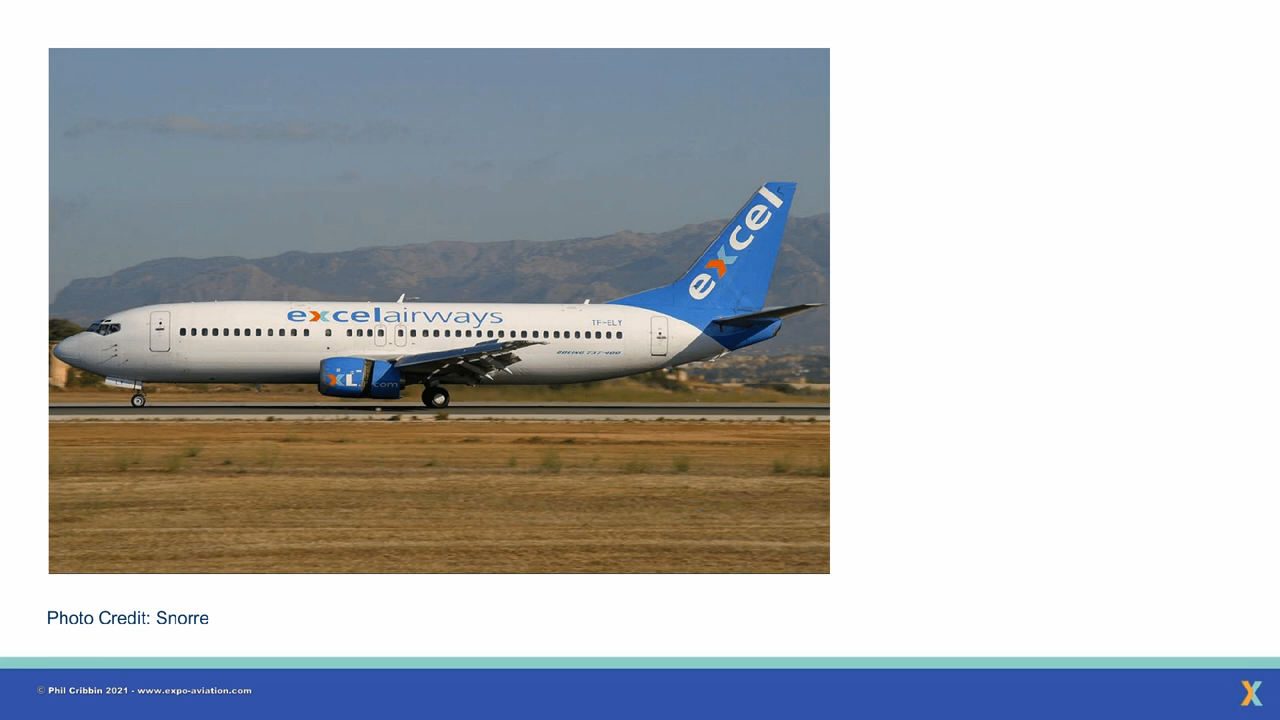 excel
excelairways
TF-ELY
BOEING 737-400
XL.com
Photo Credit: Snorre
© Phil Cribbin 2021 - www.expo-aviation.com
X